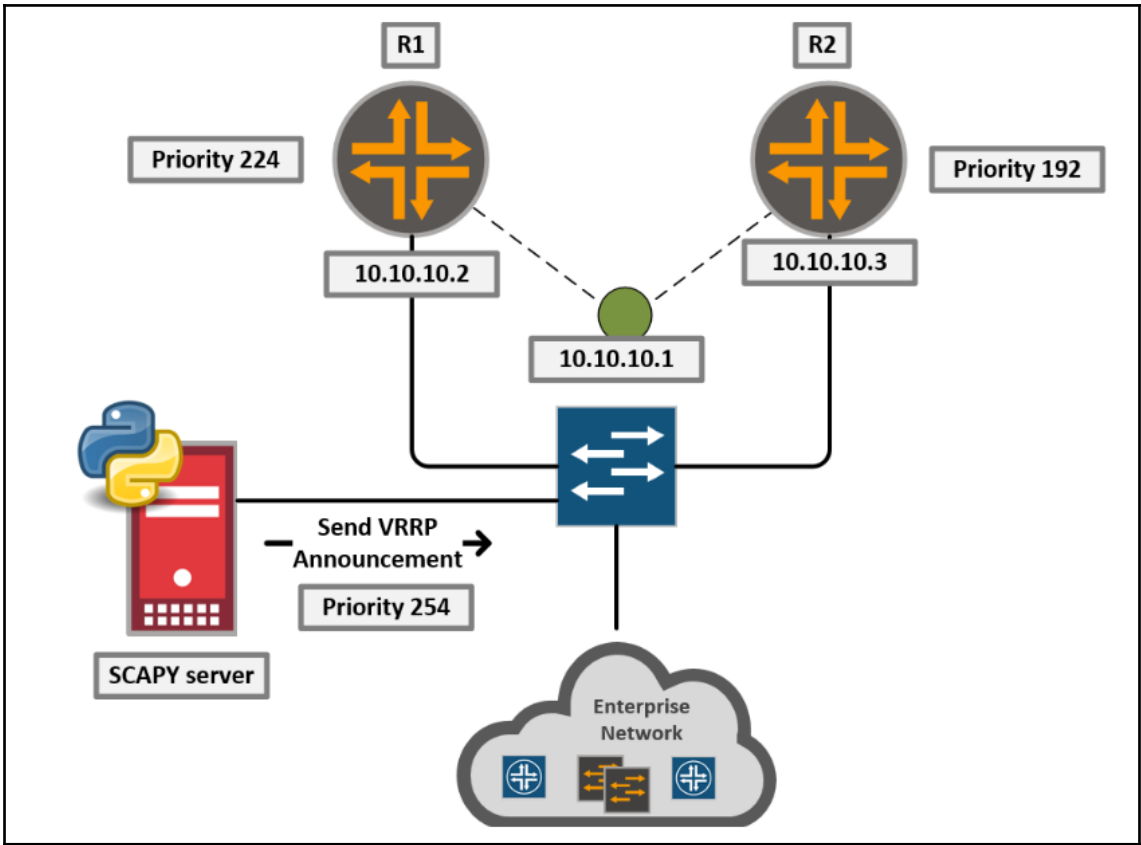 R1
R2
Priority 224
Priority 192
10.10.10.2
10.10.10.3
10.10.10.1
Send VRRP
Announcement
Priority 254
SCAPY server
Enterprise
Network